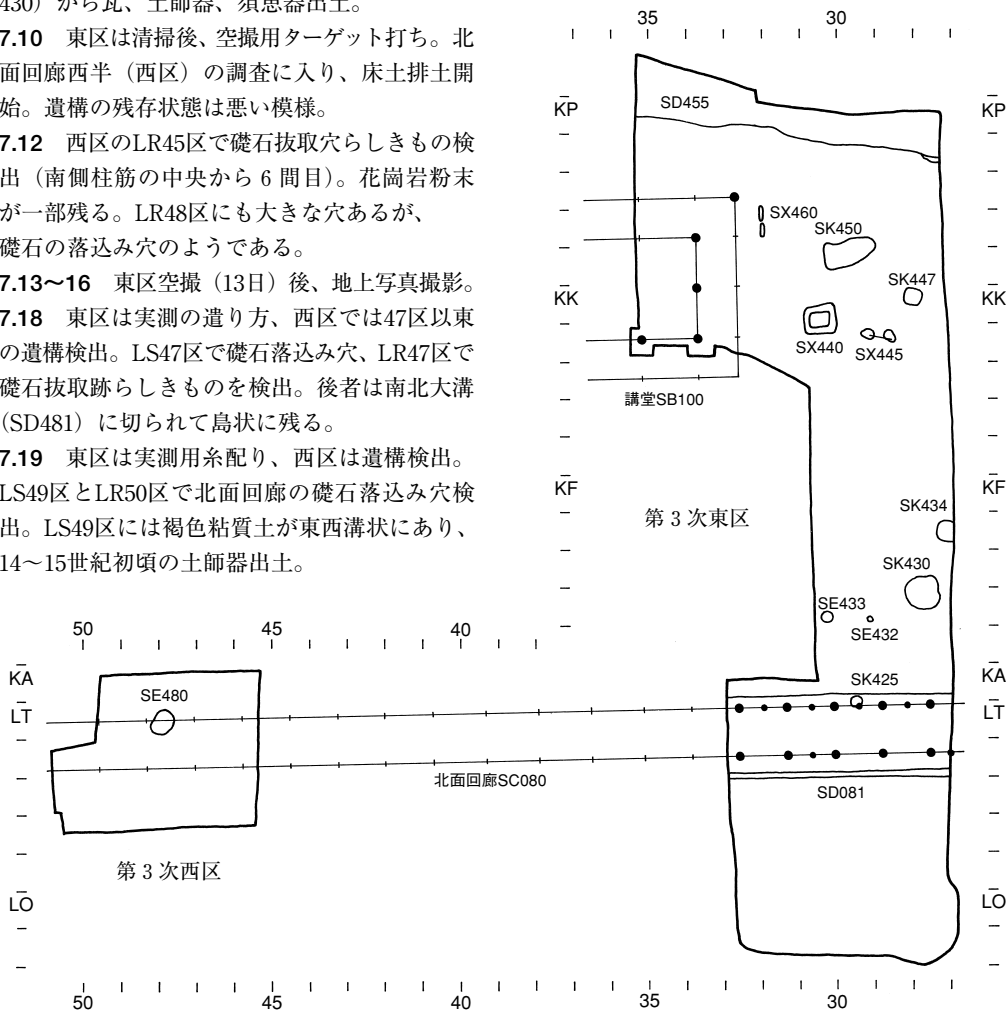 430）から瓦、土師器、須恵器出土。
7.10　東区は清掃後、空撮用ターゲット打ち。北
面回廊西半（西区）の調査に入り、床土排土開
始。遺構の残存状態は悪い模様。
7.12　西区のLR45区で礎石抜取穴らしきもの検
出（南側柱筋の中央から６間目）。花崗岩粉末
が一部残る。LR48区にも大きな穴あるが、
礎石の落込み穴のようである。
7.13〜16　東区空撮（13日）後、地上写真撮影。
7.18　東区は実測の遣り方、西区では47区以東
の遺構検出。LS47区で礎石落込み穴、LR47区で
礎石抜取跡らしきものを検出。後者は南北大溝
（SD481）に切られて島状に残る。
7.19　東区は実測用糸配り、西区は遺構検出。
LS49区とLR50区で北面回廊の礎石落込み穴検
出。LS49区には褐色粘質土が東西溝状にあり、
14〜15世紀初頃の土師器出土。
35 30
KP SD455 KP
SX460
SK450
SK447
KK KK
SX440 SX445
講堂SB100
KF KF
第３次東区
SK434
SK430
SE433
SE432
50 45 40
KA SK425 KA
SE480
LT LT
北面回廊SC080
SD081
第３次西区
LO LO
50 45 40 35 30